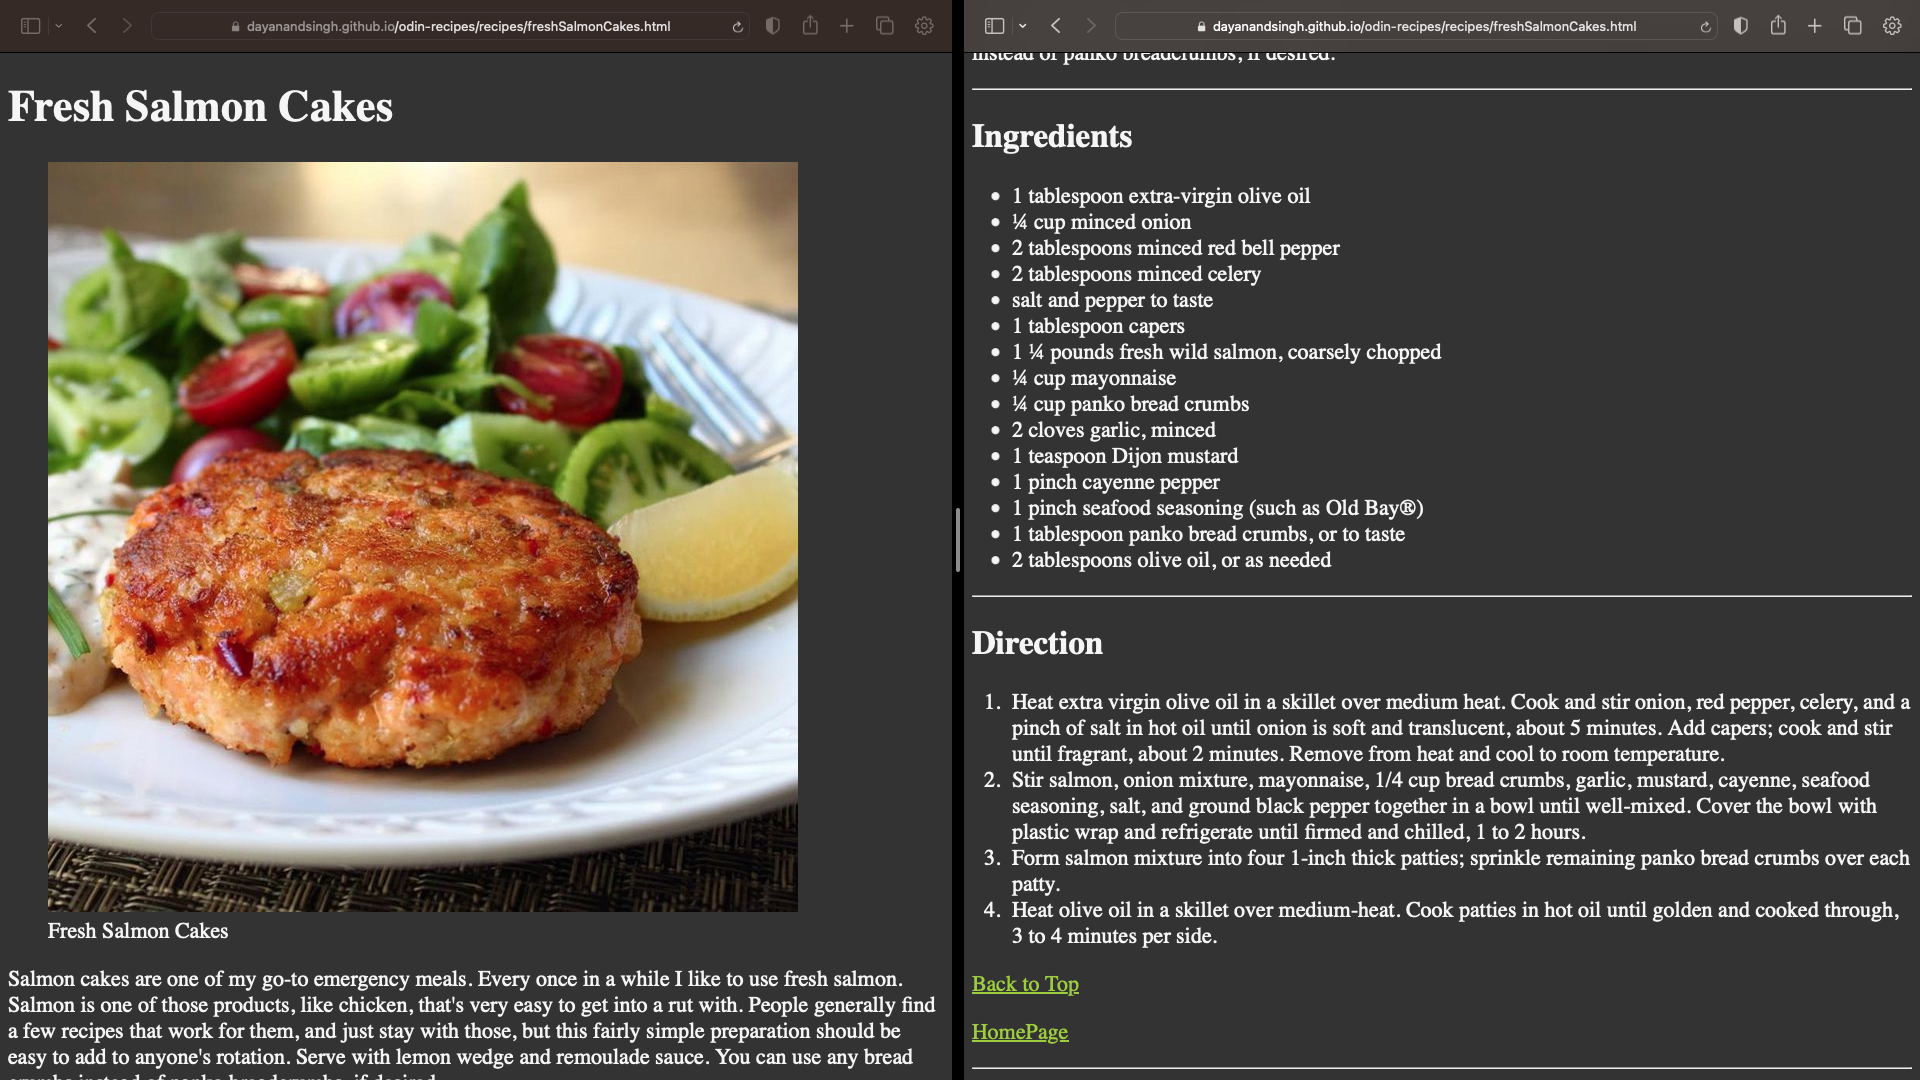 dayanandsingh.github.io/odin-recipes/recipes/freshSalmonCakes.html
Fresh Salmon Cakes
Fresh Salmon Cakes
Salmon cakes are one of my go-to emergency meals. Every once in a while I like to use fresh salmon.
Salmon is one of those products, like chicken, that's very easy to get into a rut with. People generally find
a few recipes that work for them, and just stay with those, but this fairly simple preparation should be
easy to add to anyone's rotation. Serve with lemon wedge and remoulade sauce. You can use any bread
crumbs instead of panko breadcrumbs, if desired.
dayanandsingh.github.io/odin-recipes/recipes/freshSalmonCakes.html
instead of panko breadcrumbs, if desired.
Ingredients
• 1 tablespoon extra-virgin olive oil
• ¼ cup minced onion
• 2 tablespoons minced red bell pepper
• 2 tablespoons minced celery
• salt and pepper to taste
• 1 tablespoon capers
• 1 ¼ pounds fresh wild salmon, coarsely chopped
• ¼ cup mayonnaise
• ¼ cup panko bread crumbs
• 2 cloves garlic, minced
• 1 teaspoon Dijon mustard
• 1 pinch cayenne pepper
• 1 pinch seafood seasoning (such as Old Bay®)
• 1 tablespoon panko bread crumbs, or to taste
• 2 tablespoons olive oil, or as needed
Direction
1. Heat extra virgin olive oil in a skillet over medium heat. Cook and stir onion, red pepper, celery, and a
pinch of salt in hot oil until onion is soft and translucent, about 5 minutes. Add capers; cook and stir
until fragrant, about 2 minutes. Remove from heat and cool to room temperature.
2. Stir salmon, onion mixture, mayonnaise, 1/4 cup bread crumbs, garlic, mustard, cayenne, seafood
seasoning, salt, and ground black pepper together in a bowl until well-mixed. Cover the bowl with
plastic wrap and refrigerate until firmed and chilled, 1 to 2 hours.
3. Form salmon mixture into four 1-inch thick patties; sprinkle remaining panko bread crumbs over each
patty.
4. Heat olive oil in a skillet over medium-heat. Cook patties in hot oil until golden and cooked through,
3 to 4 minutes per side.
Back to Top
HomePage